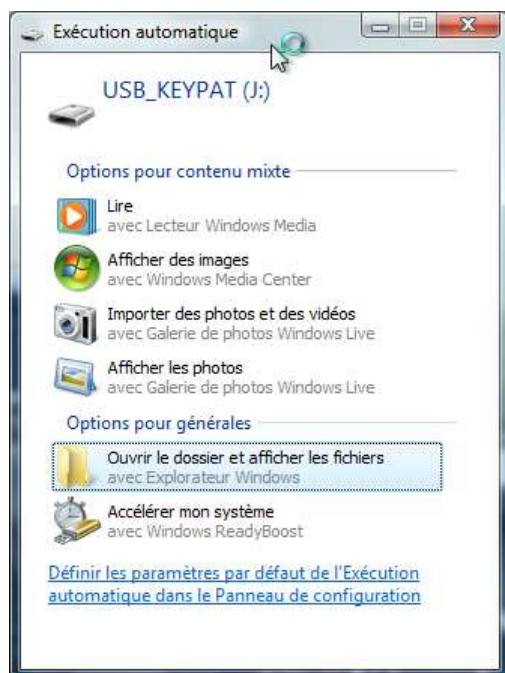 Exécution automatique
USB_KEYPAT (J:)
Options pour contenu mixte
Lire
avec Lecteur Windows Media
Afficher des images
avec Windows Media Center
Importer des photos et des vidéos
avec Galerie de photos Windows Live
Afficher les photos
avec Galerie de photos Windows Live
Options pour générales
Ouvrir le dossier et afficher les fichiers
avec Explorateur Windows
Accélérer mon système
avec Windows ReadyBoost
Définir les paramètres par défaut de l'Exécution
automatique dans le Panneau de configuration